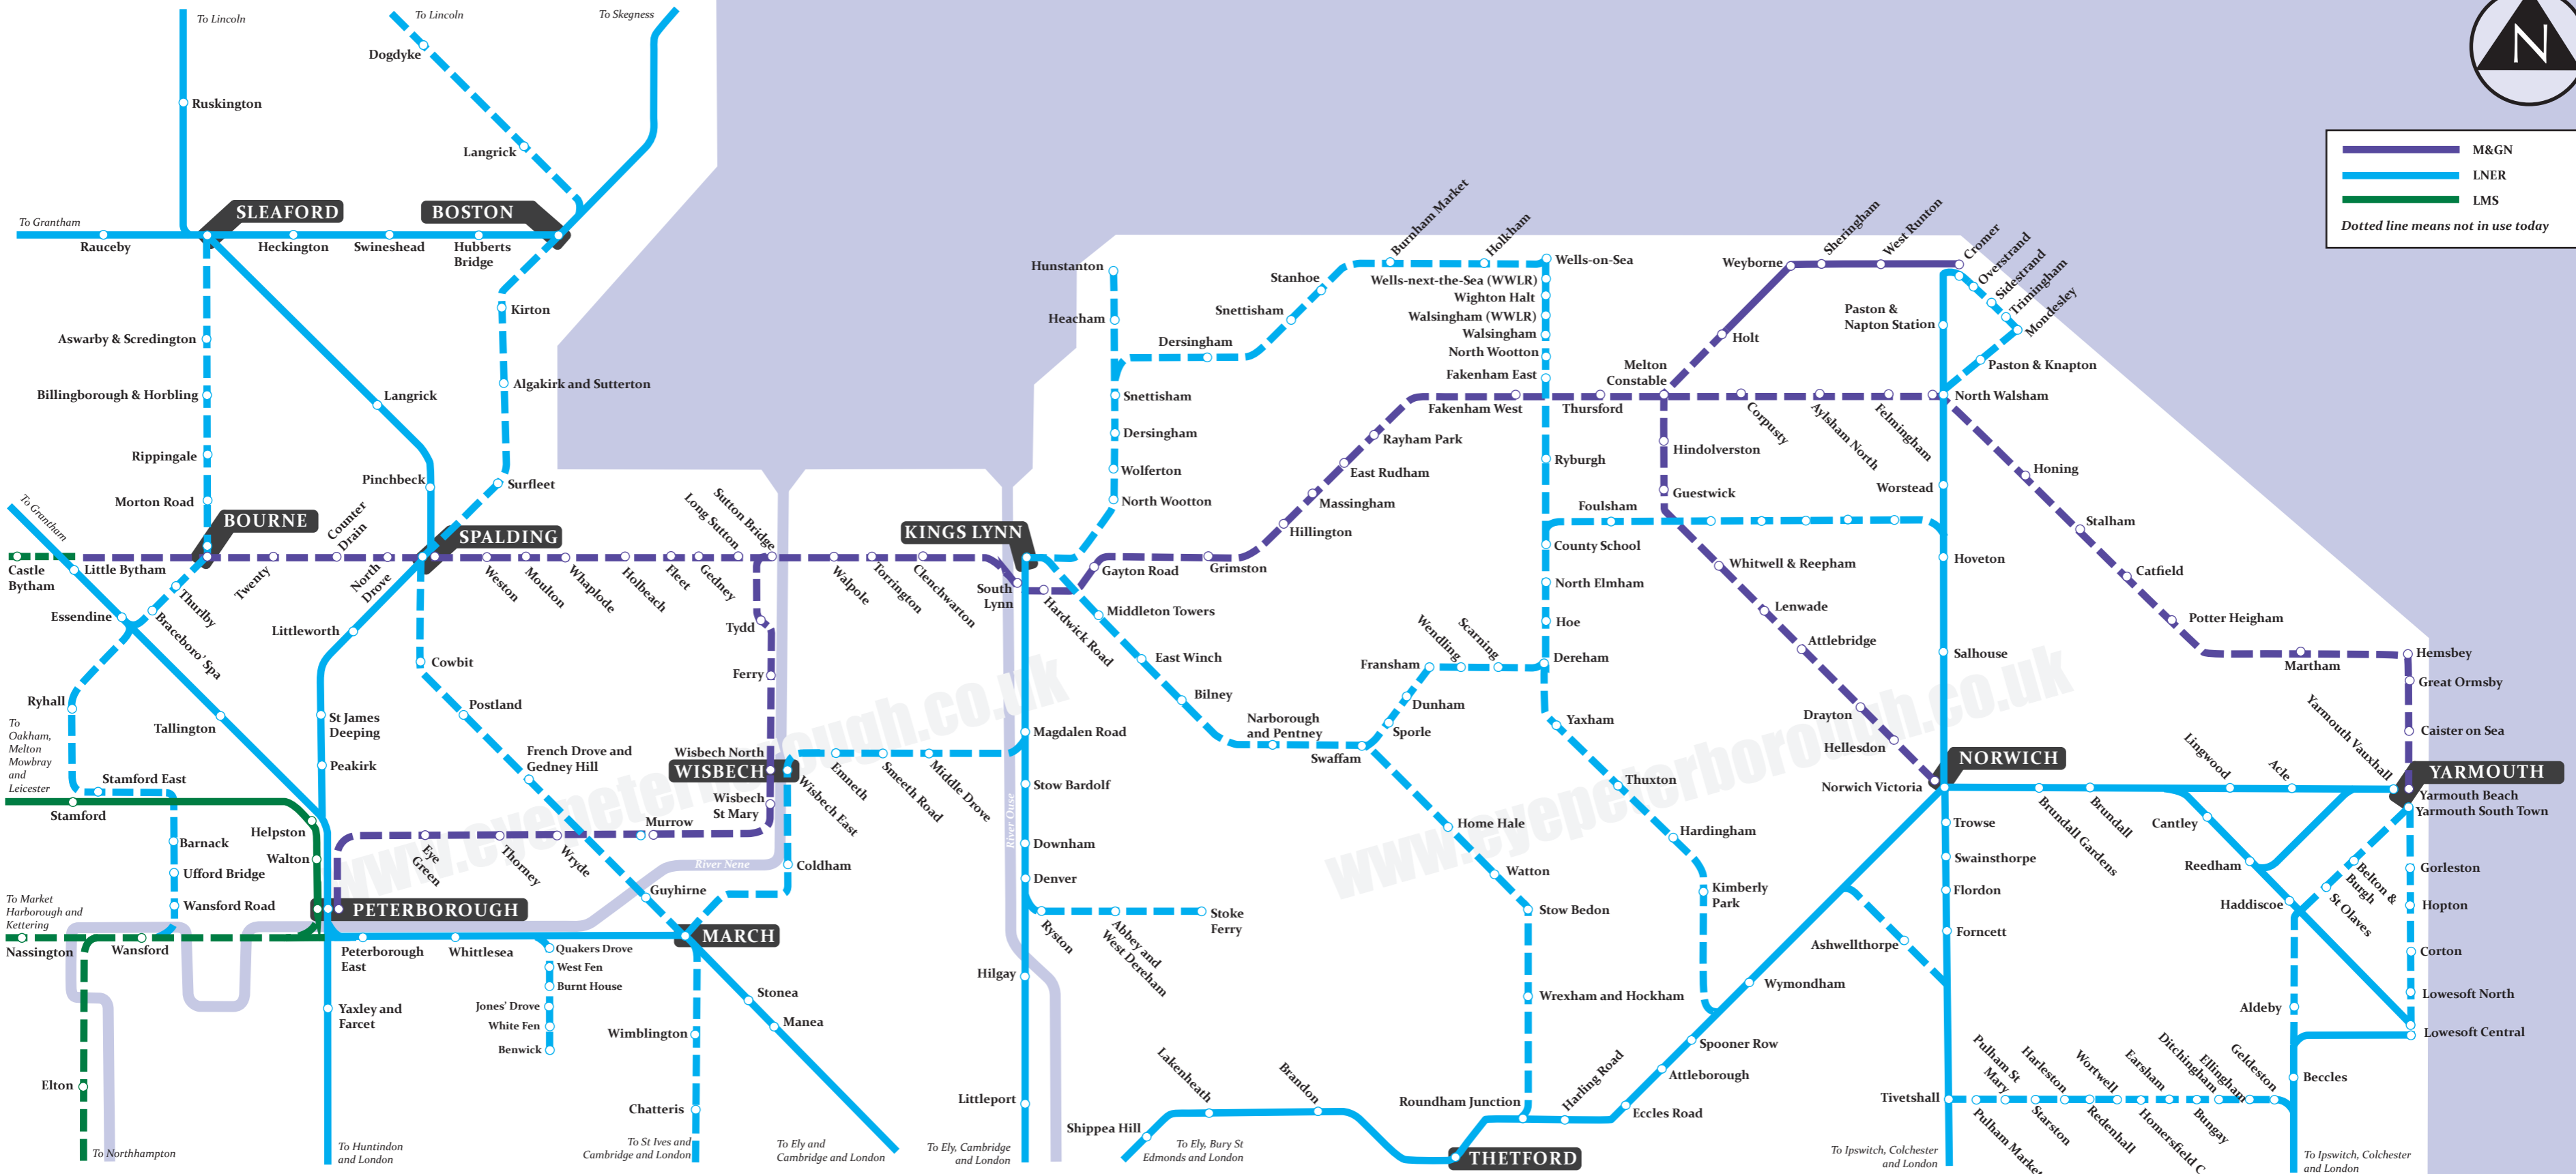 To Lincoln
To Lincoln
To Skegness
Dogdyke
Ruskington
Langrick
SLEAFORD
BOSTON
To Grantham
Rauceby
Heckington
Swineshead
Hubberts
Bridge
Kirton
Aswarby & Scredington
Algakirk and Sutterton
Billingborough & Horbling
Langrick
Rippingale
Pinchbeck
Surfleet
Morton Road
To Grantham
BOURNE
Counter
Drain
SPALDING
Long Sutton
Sutton Bridge
Castle
Bytham
Little Bytham
Twenty
North
Drove
Weston
Moulton
Whaplode
Holbeach
Fleet
Gedney
Walpole
Torrington
Clenchwarton
Essendine
Thurlby
Braceboro' Spa
Littleworth
Tydd
Cowbit
Ferry
Ryhall
Postland
Tallington
St James
Deeping
To
Oakham,
Melton
Mowbray
and
Leicester
Peakirk
French Drove and
Gedney Hill
Wisbech North
WISBECH
Wisbech East
Emneth
Smeeth Road
Middle Drove
Stamford East
Stamford
Wisbech
St Mary
Helpston
Barnack
Walton
Murrow
Eye
Green
Thorney
Wryde
River Nene
Coldham
Ufford Bridge
Guyhirne
Wansford Road
To Market
Harborough and
Kettering
PETERBOROUGH
MARCH
Nassington
Wansford
Peterborough
East
Whittlesea
Quakers Drove
West Fen
Burnt House
Jones' Drove
White Fen
Benwick
Yaxley and
Farcet
Stonea
Manea
Wimblington
Elton
Chatteris
To Northhampton
To Huntindon
and London
To St Ives and
Cambridge and London
To Ely and
Cambridge and London
To Ely, Cambridge
and London
N
M&GN
LNER
LMS
Dotted line means not in use today
Burnham Market
Holkham
Hunstanton
Stanhoe
Wells-on-Sea
Wells-next-the-Sea (WWLR)
Wighton Halt
Walsingham (WWLR)
Walsingham
North Wootton
Fakenham East
Heacham
Snettisham
Dersingham
Snettisham
Dersingham
Wolferton
North Wootton
KINGS LYNN
South
Lynn
Hardwick Road
Gayton Road
Grimston
Hillington
Massingham
East Rudham
Rayham Park
Fakenham West
Thursford
Melton
Constable
Weyborne
Sheringham
West Runton
Cromer
Overstrand
Sidestrand
Trimingham
Mondesley
Holt
Paston &
Napton Station
Paston & Knapton
North Walsham
Corpusty
Aylsham North
Felmingham
Hindolverston
Guestwick
Ryburgh
Foulsham
Worstead
Honing
Stalham
Catfield
Potter Heigham
Martham
Hemsbey
Great Ormsby
Caister on Sea
County School
Hoveton
Whitwell & Reepham
North Elmham
Lenwade
Hoe
Attlebridge
Salhouse
Middleton Towers
East Winch
Bilney
Narborough
and Pentney
Swaffam
Sporle
Dunham
Fransham
Wendling
Scarning
Dereham
Yaxham
Thuxton
Hardingham
Kimberly
Park
Drayton
Hellesdon
NORWICH
Norwich Victoria
Magdalen Road
Stow Bardolf
River Ouse
Downham
Denver
Ryston
Abbey and
West Dereham
Stoke
Ferry
Hilgay
Littleport
Home Hale
Watton
Stow Bedon
Wrexham and Hockham
Roundham Junction
Lakenheath
Brandon
Shippea Hill
To Ely, Bury St
Edmonds and London
THETFORD
Harling Road
Eccles Road
Attleborough
Spooner Row
Wymondham
Ashwellthorpe
Trowse
Swainsthorpe
Flordon
Forncett
Tivetshall
To Ipswitch, Colchester
and London
Brundall Gardens
Brundall
Lingwood
Acle
Yarmouth Vauxhall
YARMOUTH
Yarmouth Beach
Yarmouth South Town
Cantley
Reedham
Haddiscoe
Belton &
Burgh
St Olaves
Gorleston
Hopton
Corton
Lowesoft North
Lowesoft Central
Aldeby
Beccles
Pulham St
Mary
Harleston
Wortwell
Earsham
Ditchingham
Ellingham
Geldeston
Pulham Market
Starston
Redenhall
Homersfield C
Bungay
To Ipswitch, Colchester
and London
www.eyepeterborough.co.uk
www.eyepeterborough.co.uk